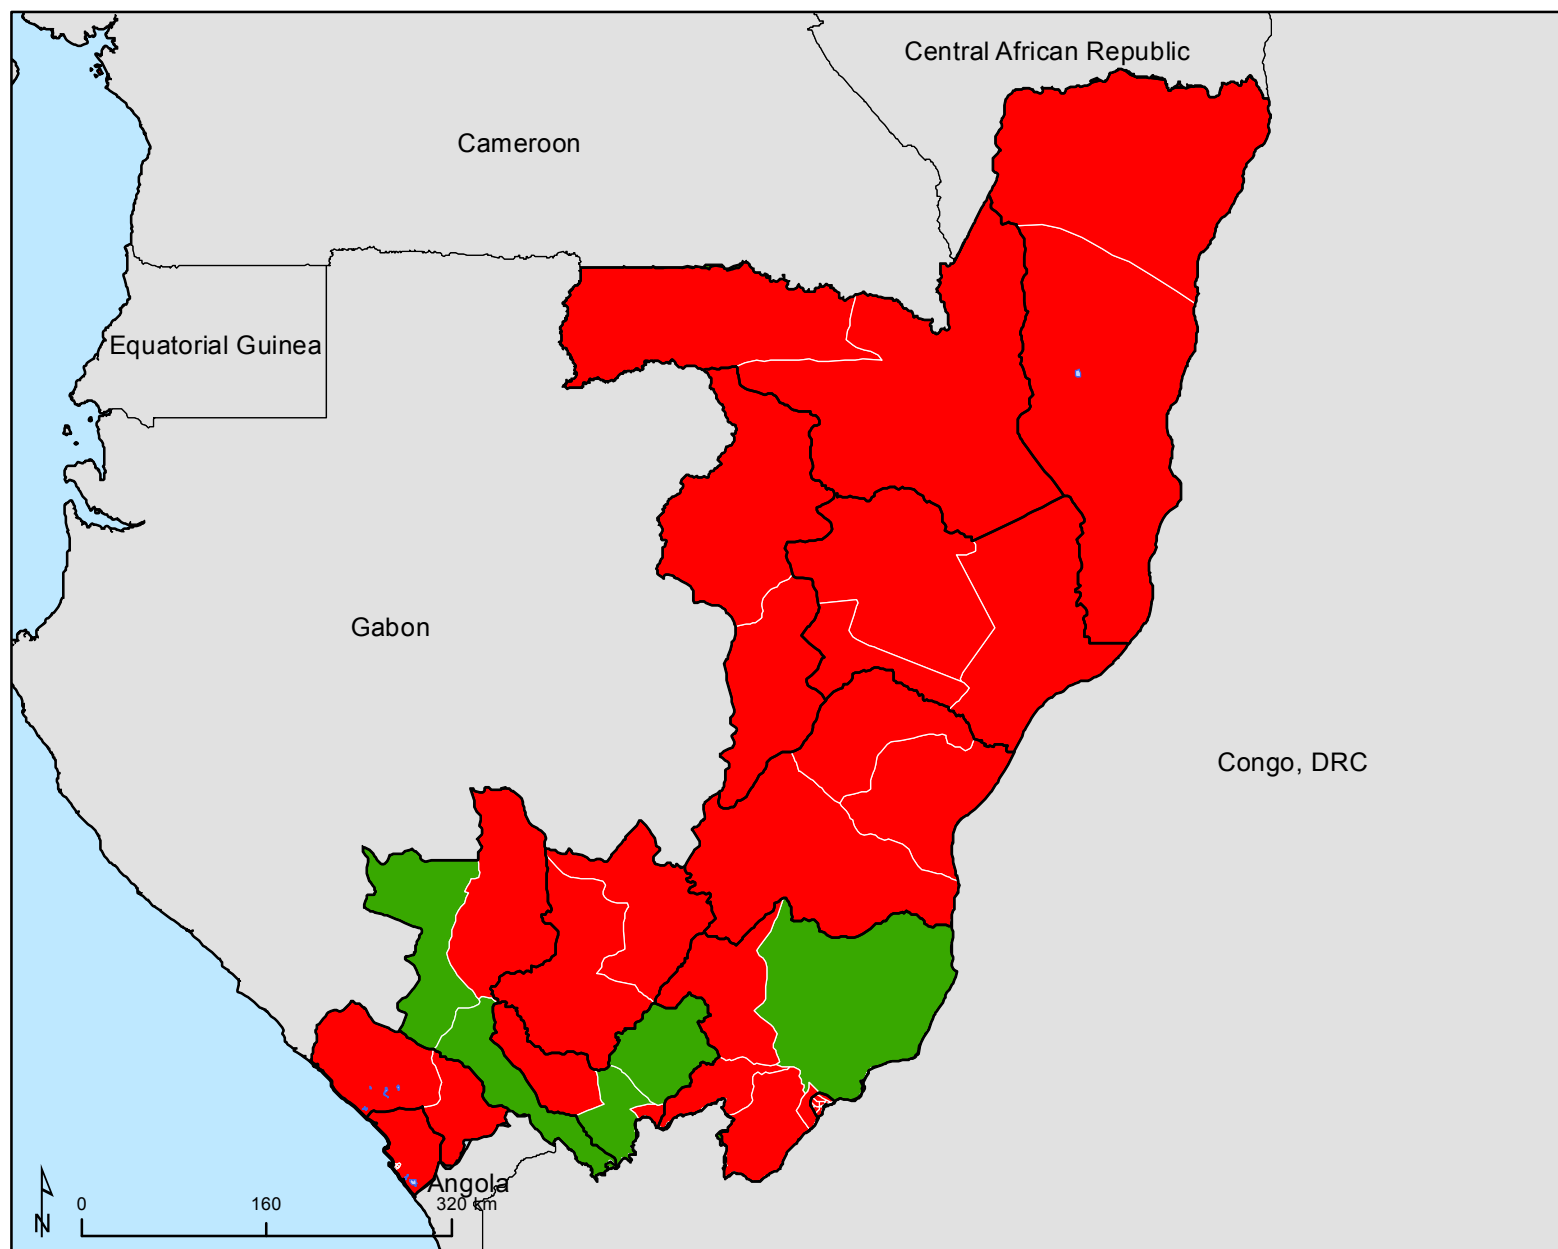 Central African Republic
Cameroon
Equatorial Guinea
Gabon
Congo, DRC
Angola
0 160 320 km
N